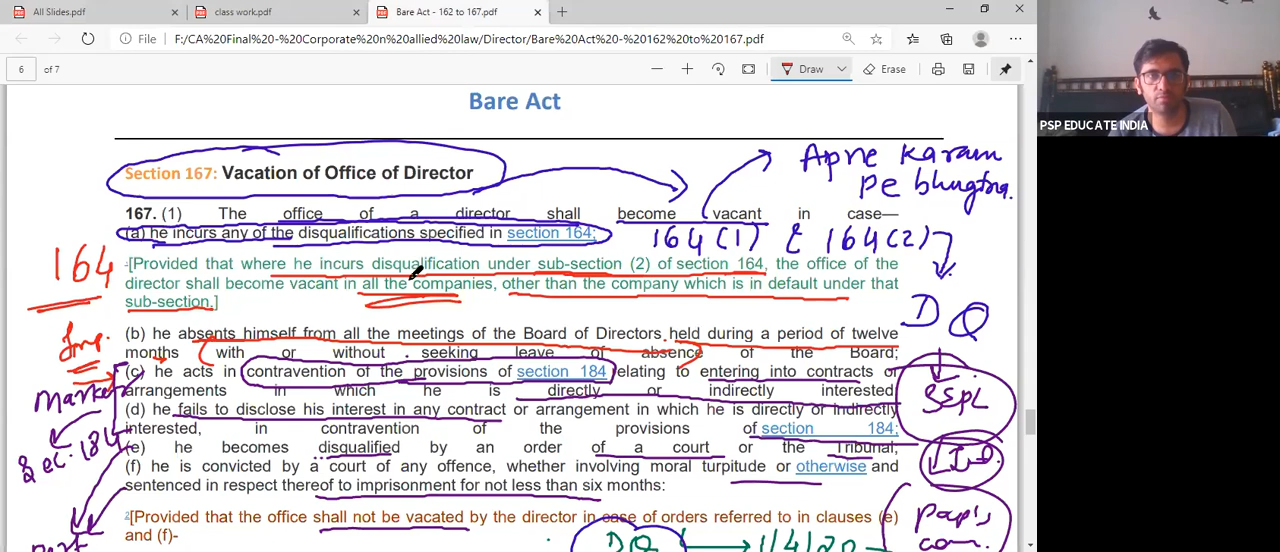 All Slides.pdf
class work.pdf
Bare Act - 162 to 167.pdf
File
F:/CA%20Final%20-%20Corporate%20n%20allied%20law/Director/Bare%20Act%20-%20162%20to%20167.pdf
6 of 7
Draw
Erase
PSP EDUCATE INDIA
Bare Act
Section 167: Vacation of Office of Director
Apne karam
pe bhugtna.
167. (1) The office of a director shall become vacant in case—
(a) he incurs any of the disqualifications specified in section 164;
164(1) & 164(2)
164
[Provided that where he incurs disqualification under sub-section (2) of section 164, the office of the
director shall become vacant in all the companies, other than the company which is in default under that
sub-section.]
DQ
Imp.
(b) he absents himself from all the meetings of the Board of Directors held during a period of twelve
months with or without seeking leave of absence of the Board;
(c) he acts in contravention of the provisions of section 184 relating to entering into contracts or
arrangements in which he is directly or indirectly interested
(d) he fails to disclose his interest in any contract or arrangement in which he is directly or indirectly
interested, in contravention of the provisions of section 184;
(e) he becomes disqualified by an order of a court or the Tribunal,
(f) he is convicted by a court of any offence, whether involving moral turpitude or otherwise and
sentenced in respect thereof to imprisonment for not less than six months:
SSPL
Sec: 184
2[Provided that the office shall not be vacated by the director in case of orders referred to in clauses (e)
and (f)-
Pap's
com.
DQ
1/4/20